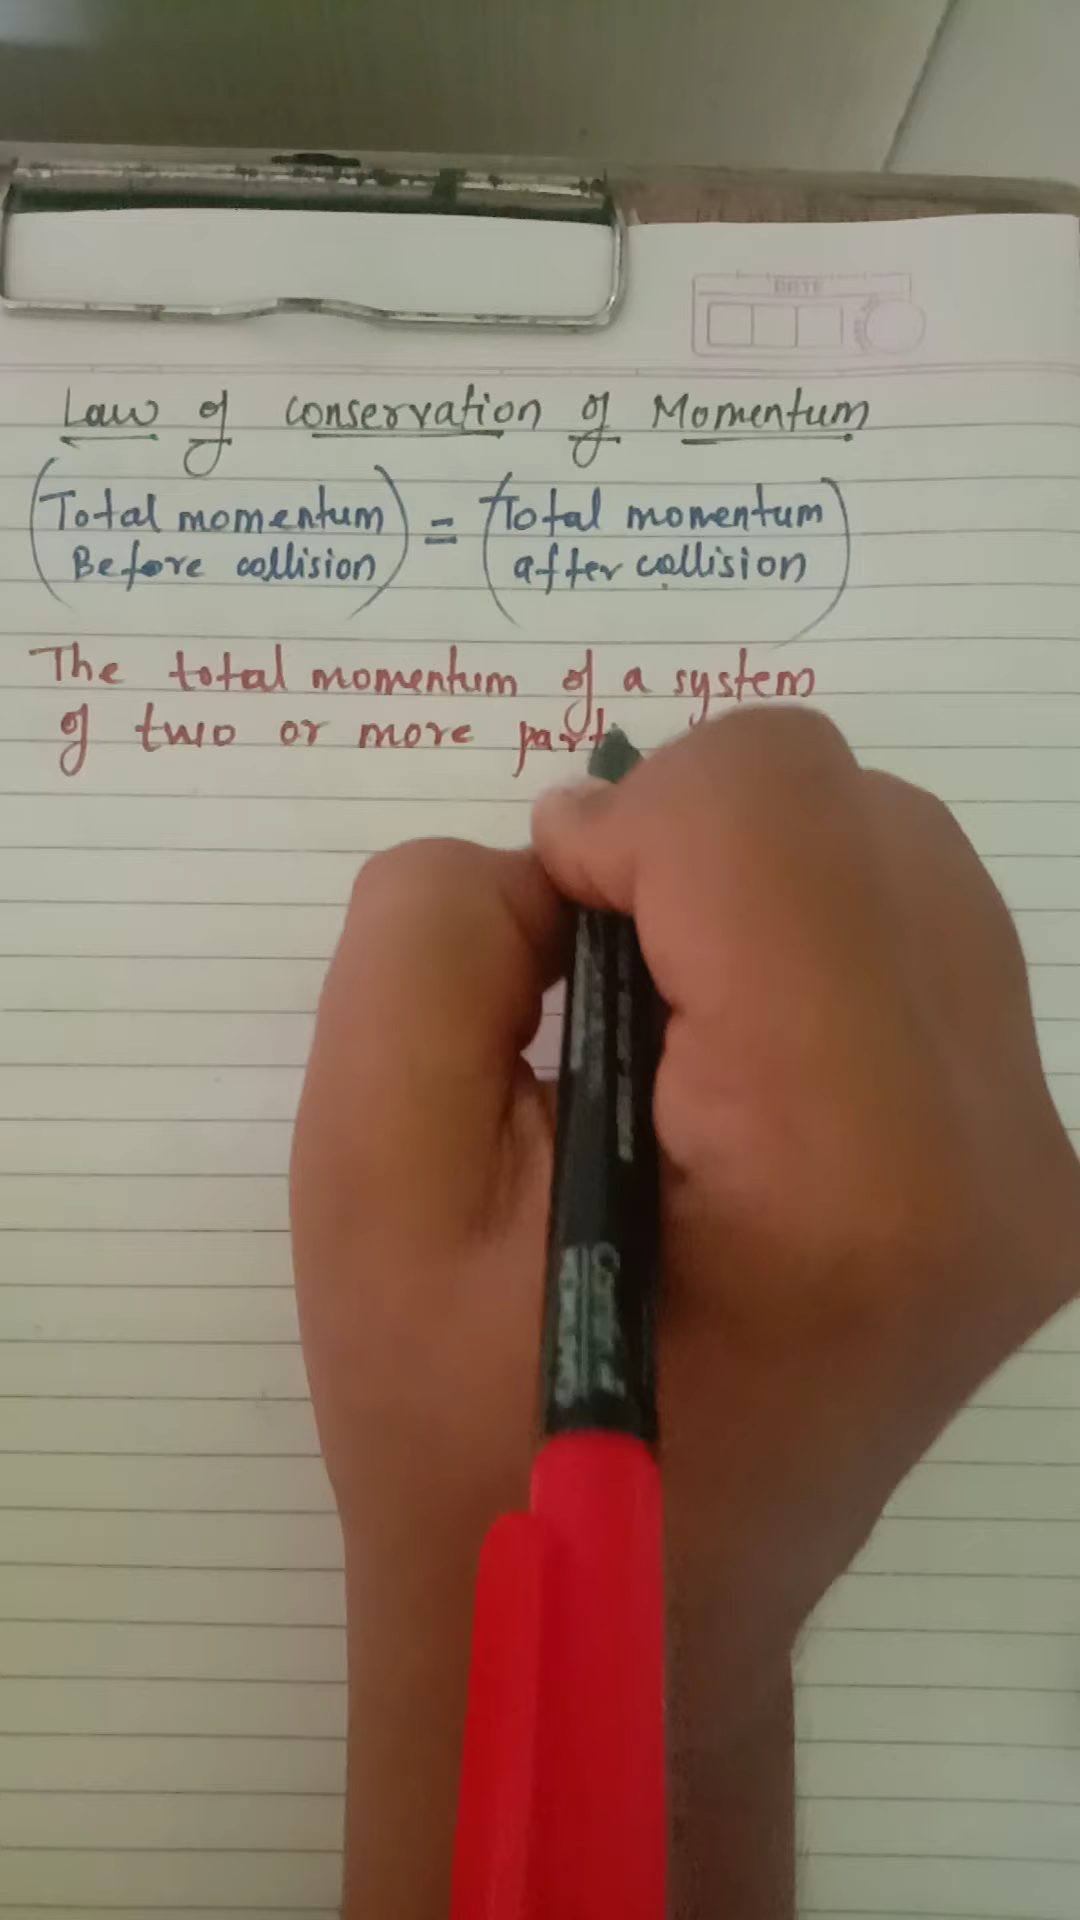 DATE
Law of conservation of Momentum
(Total momentum Before collision) = (Total momentum after collision)
The total momentum of a system
of two or more part